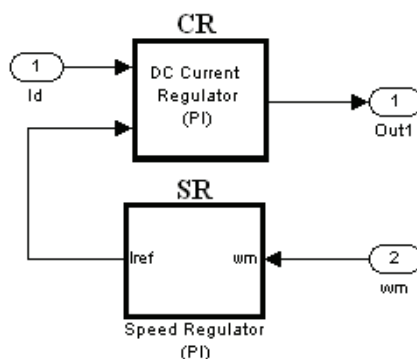 CR
1
Id
DC Current
Regulator
(PI)
1
Out1
SR
Iref
wm
2
wm
Speed Regulator
(PI)